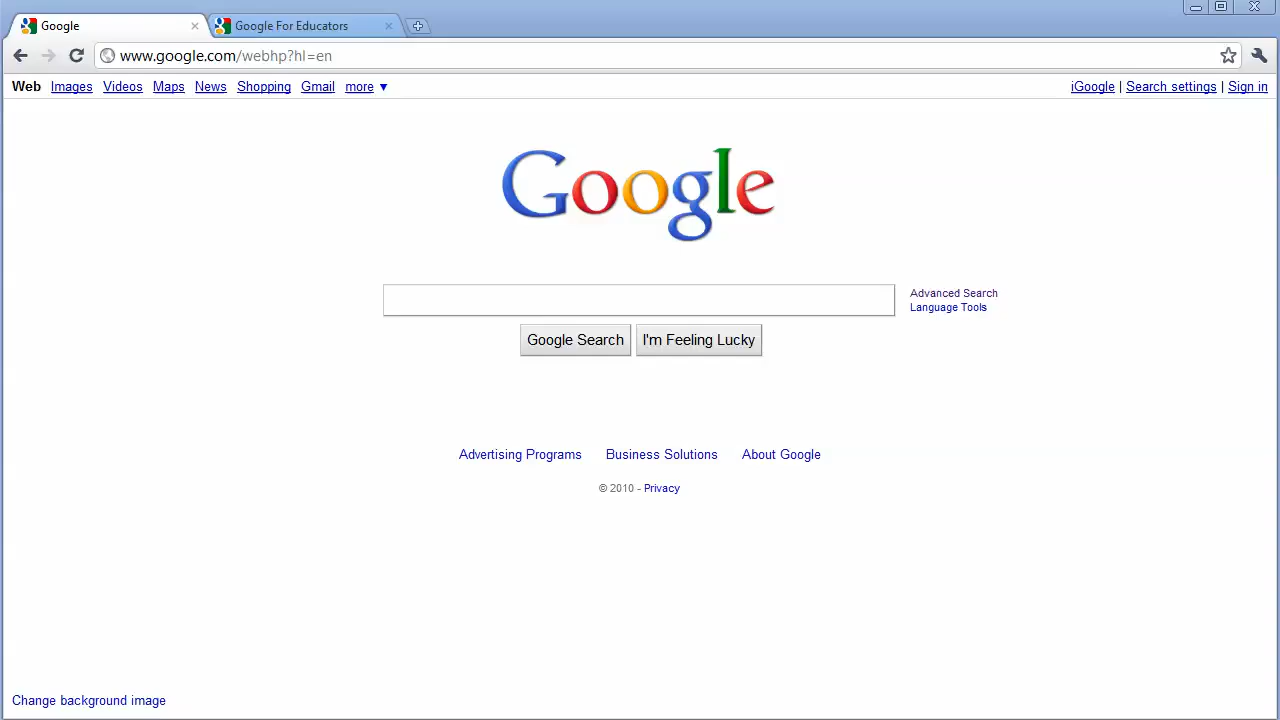 Google Google For Educators
www.google.com/webhp?hl=en
Web Images Videos Maps News Shopping Gmail more ▼ iGoogle | Search settings | Sign in
Google
Advanced Search
Language Tools
Google Search I'm Feeling Lucky
Advertising Programs Business Solutions About Google
© 2010 - Privacy
Change background image